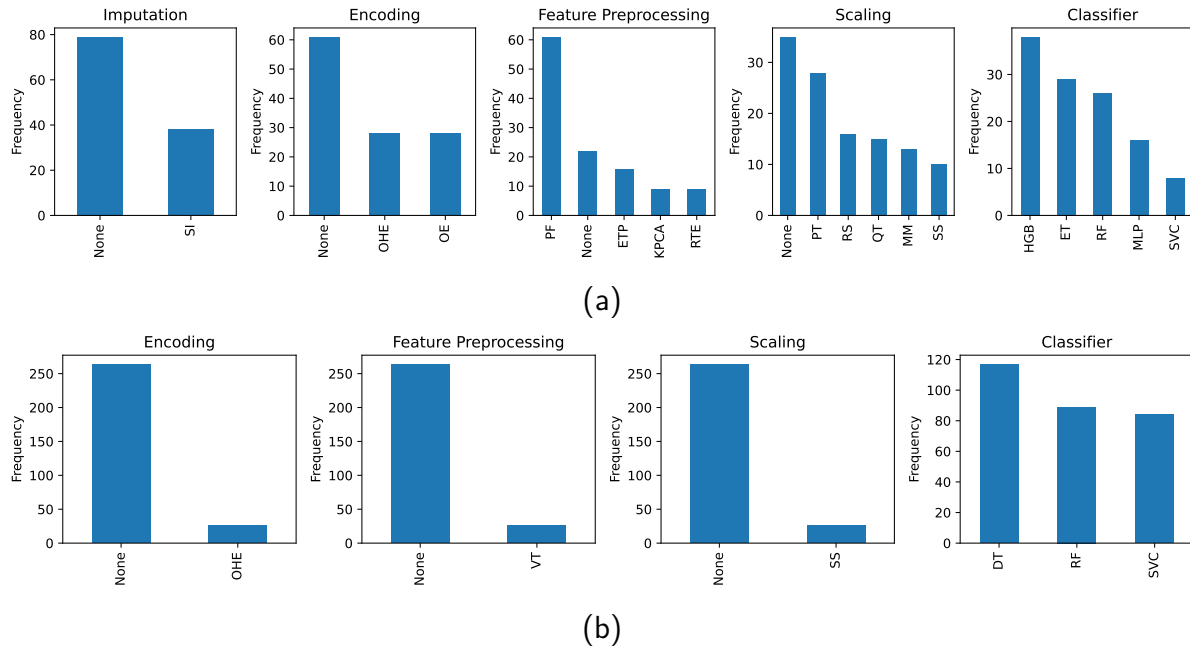 Imputation
Frequency
80
60
40
20
0
None
SI
Encoding
Frequency
60
50
40
30
20
10
0
None
OHE
OE
Feature Preprocessing
Frequency
60
50
40
30
20
10
0
PF
None
ETP
KPCA
RTE
Scaling
Frequency
30
20
10
0
None
PT
RS
QT
MM
SS
Classifier
Frequency
30
20
10
0
HGB
ET
RF
MLP
SVC
(a)
Encoding
Frequency
250
200
150
100
50
0
None
OHE
Feature Preprocessing
Frequency
250
200
150
100
50
0
None
VT
Scaling
Frequency
250
200
150
100
50
0
None
SS
Classifier
Frequency
120
100
80
60
40
20
0
DT
RF
SVC
(b)